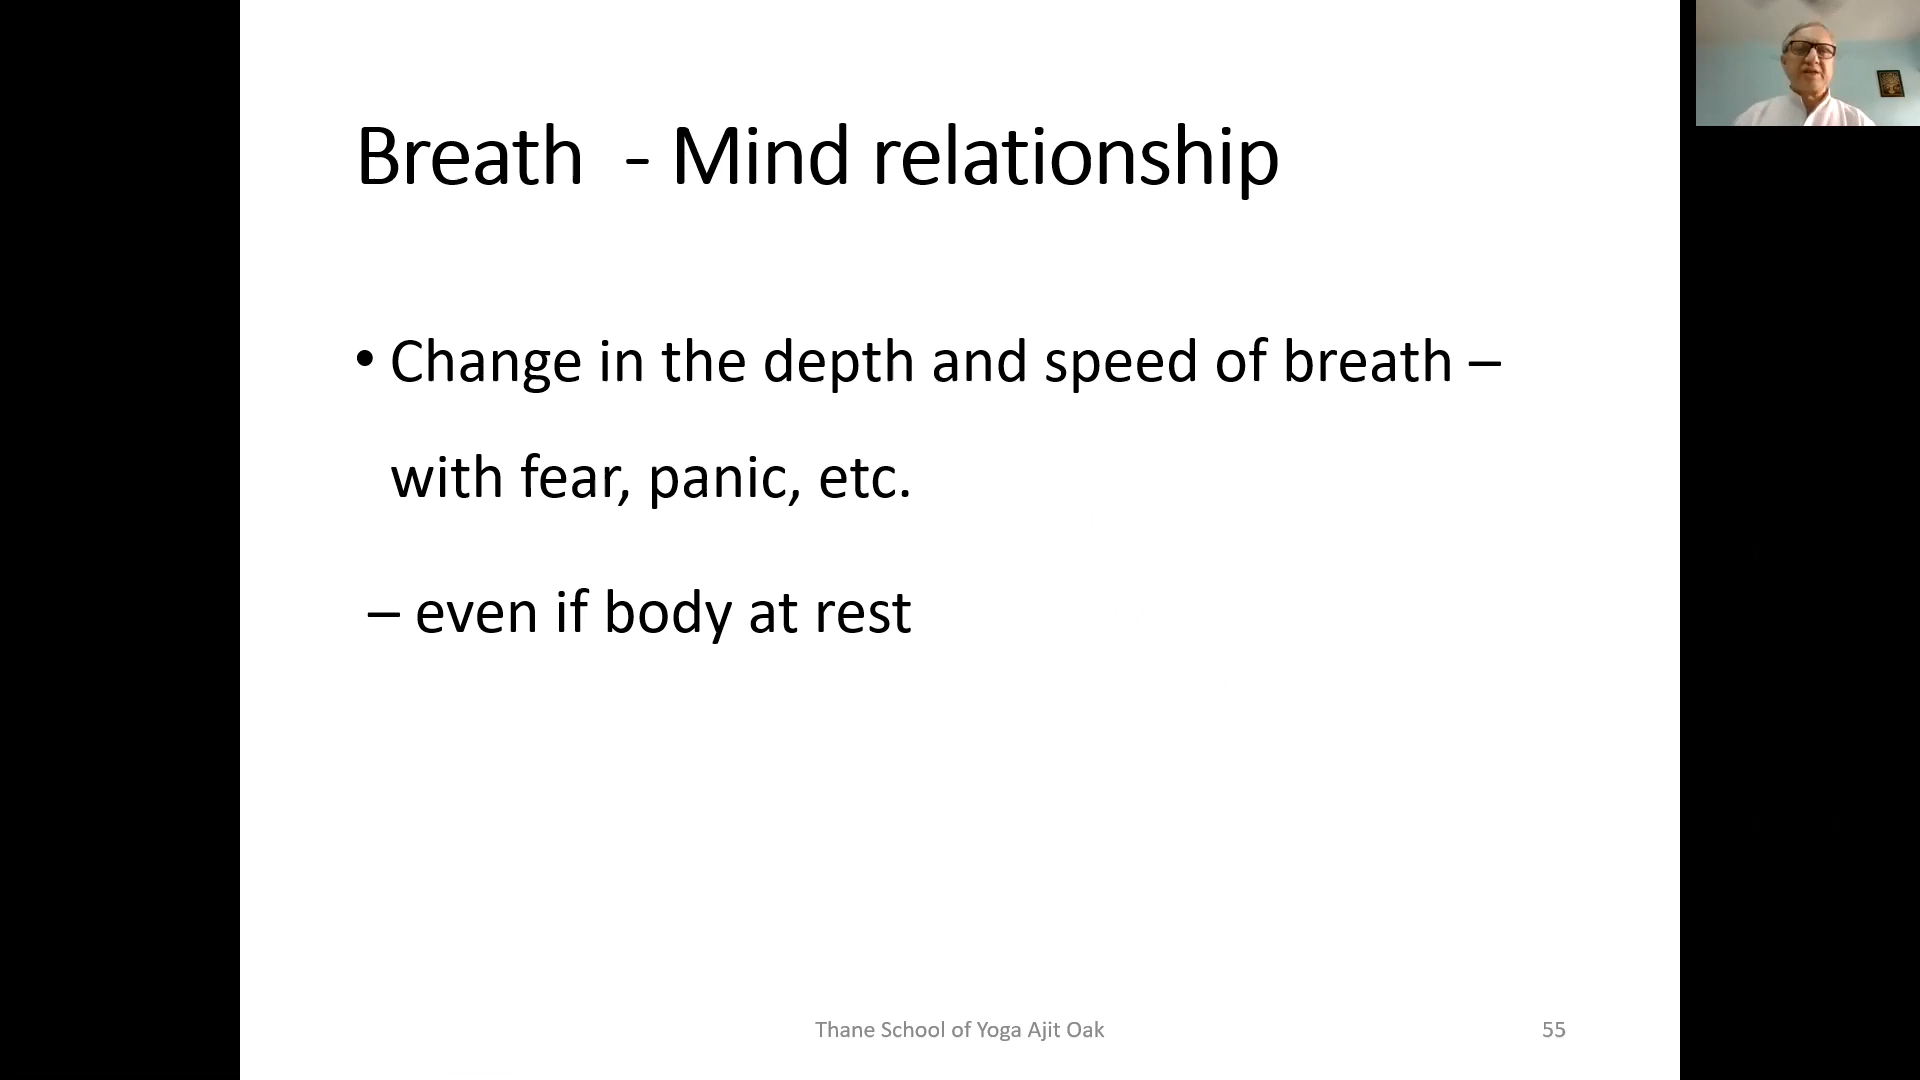 Breath  - Mind relationship
• Change in the depth and speed of breath –
with fear, panic, etc.
– even if body at rest
Thane School of Yoga Ajit Oak
55